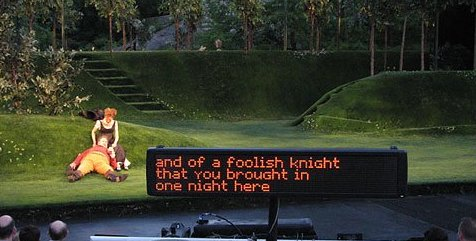 and of a foolish knight
that you brought in
one night here